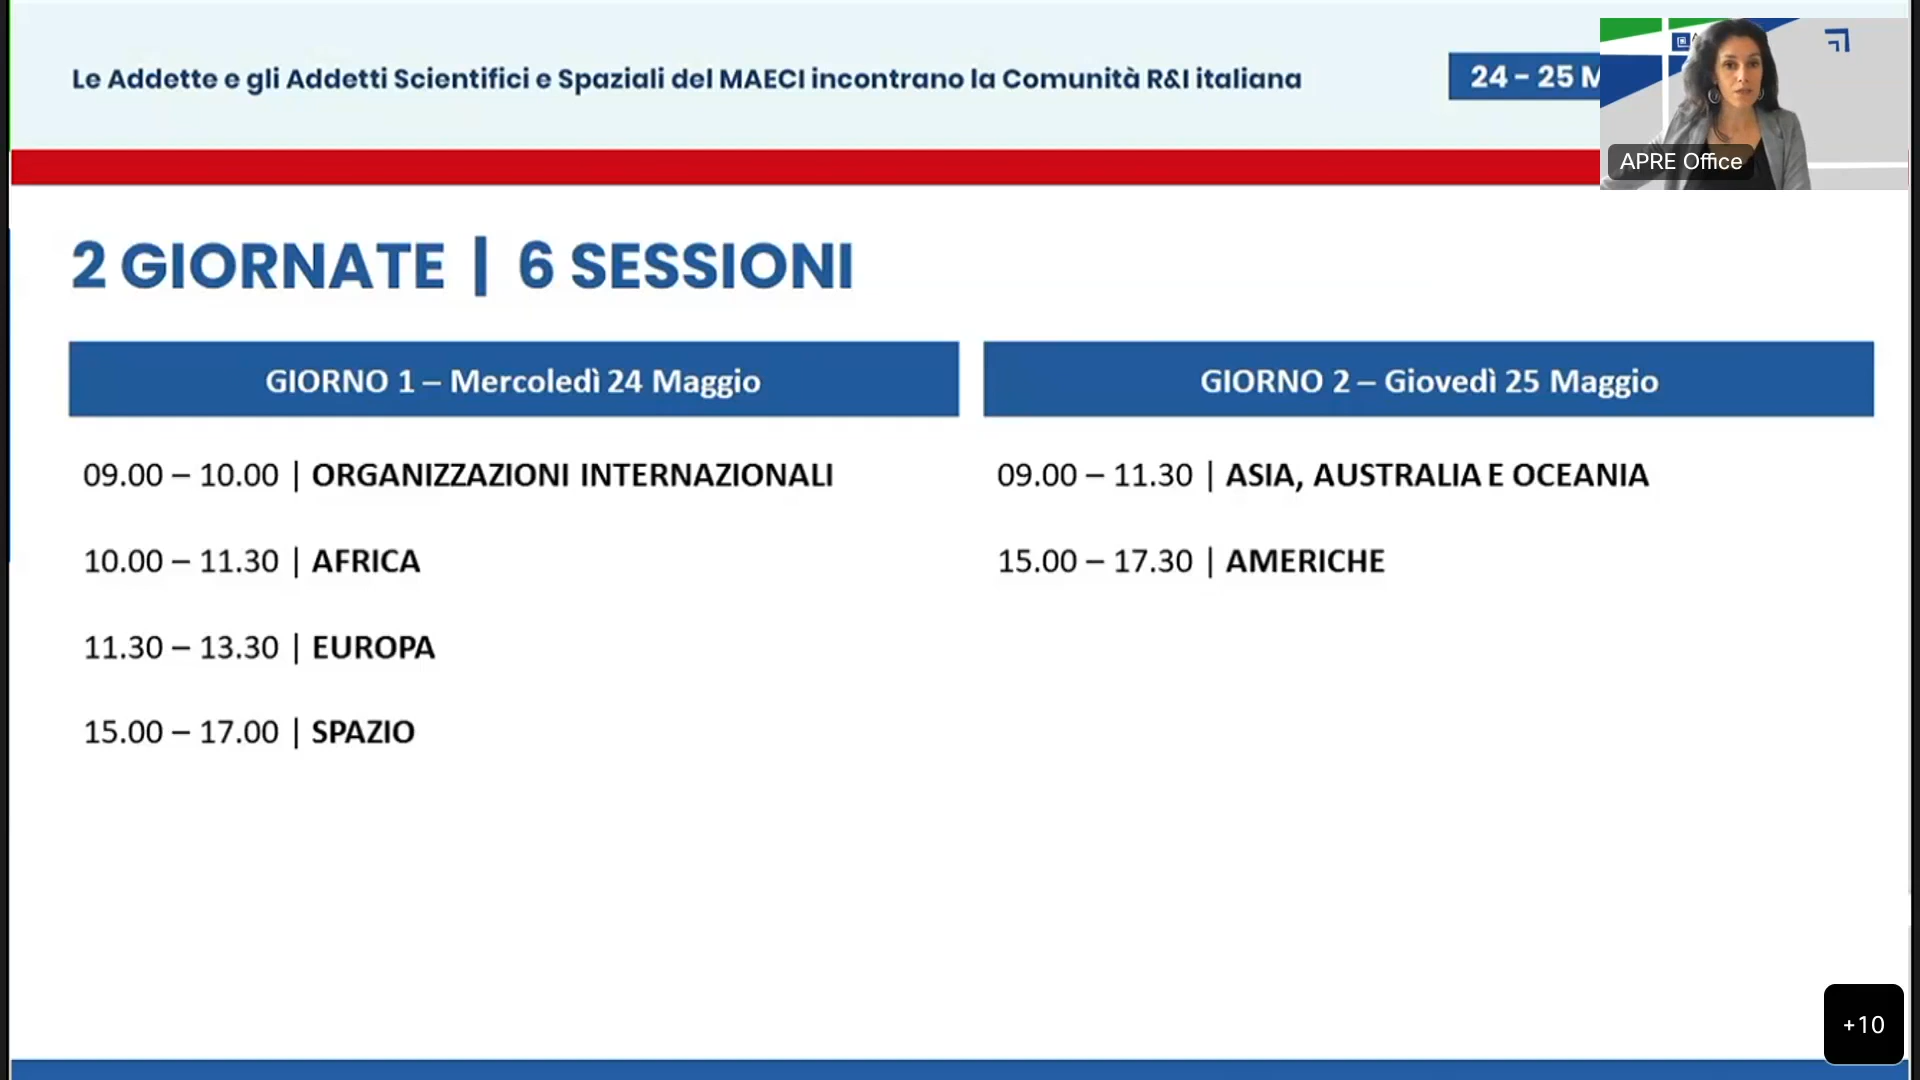 Le Addette e gli Addetti Scientifici e Spaziali del MAECI incontrano la Comunità R&I italiana
24 - 25 M
APRE Office
2 GIORNATE | 6 SESSIONI
GIORNO 1 – Mercoledì 24 Maggio
09.00 – 10.00 | ORGANIZZAZIONI INTERNAZIONALI
10.00 – 11.30 | AFRICA
11.30 – 13.30 | EUROPA
15.00 – 17.00 | SPAZIO
GIORNO 2 – Giovedì 25 Maggio
09.00 – 11.30 | ASIA, AUSTRALIA E OCEANIA
15.00 – 17.30 | AMERICHE
+10